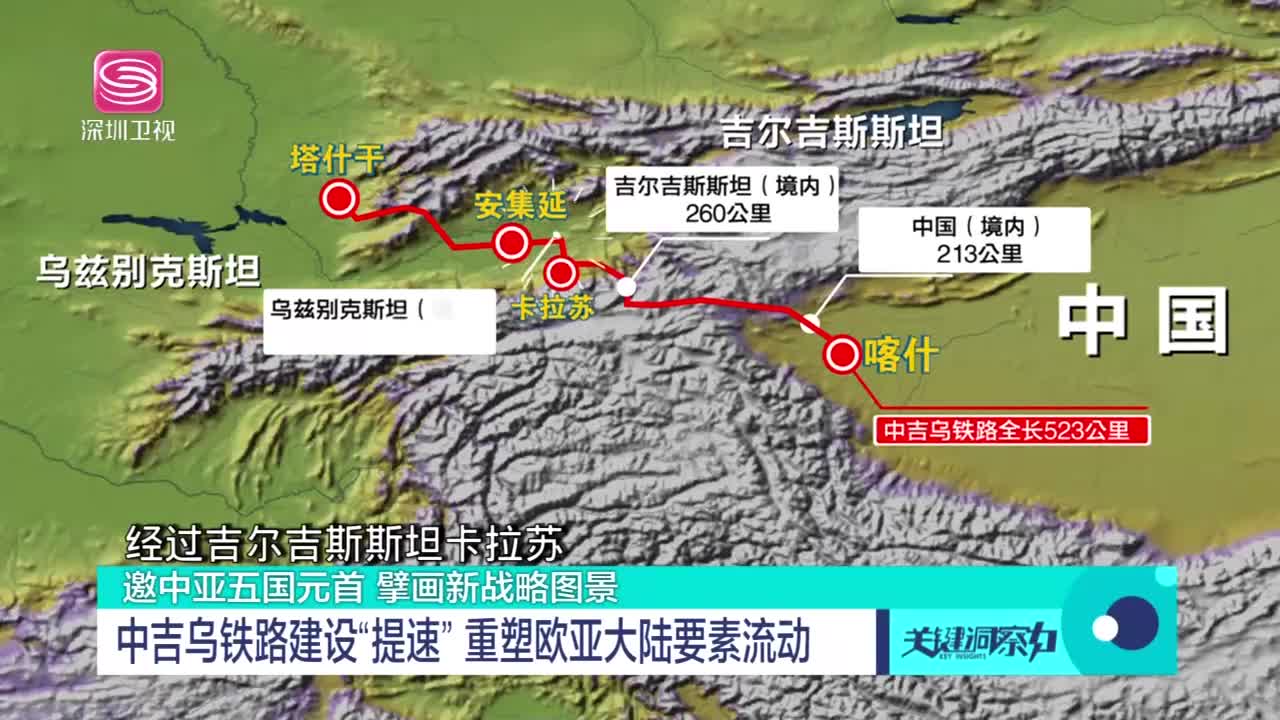 深圳卫视
吉尔吉斯斯坦
塔什干
安集延
吉尔吉斯斯坦（境内）
260公里
中国（境内）
213公里
乌兹别克斯坦
乌兹别克斯坦（
卡拉苏
中国
喀什
中吉乌铁路全长523公里
经过吉尔吉斯斯坦卡拉苏
邀中亚五国元首 擘画新战略图景
中吉乌铁路建设“提速” 重塑欧亚大陆要素流动
关键洞察力
KEY INSIGHTS